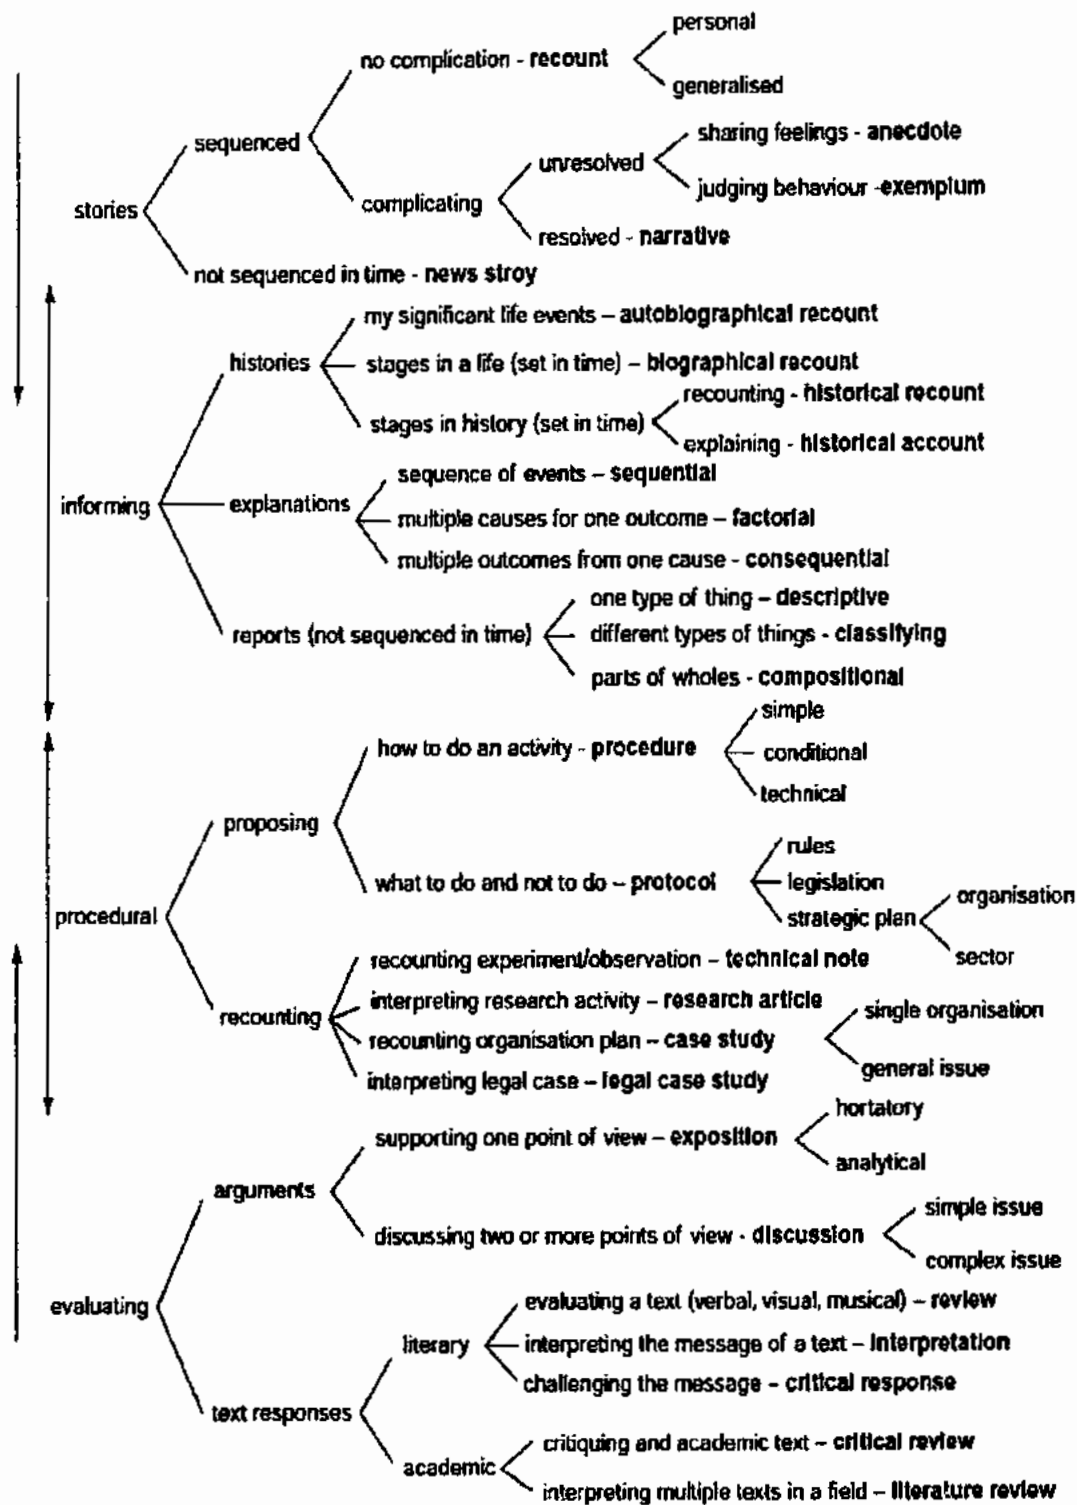 personal
no complication - recount
generalised
sequenced
sharing feelings - anecdote
unresolved
judging behaviour -exemplum
complicating
stories
resolved - narrative
not sequenced in time - news stroy
my significant life events – autobiographical recount
histories
stages in a life (set in time) – biographical recount
recounting - historical recount
stages in history (set in time)
explaining - historical account
sequence of events – sequential
informing
explanations
multiple causes for one outcome – factorial
multiple outcomes from one cause - consequential
one type of thing – descriptive
reports (not sequenced in time)
different types of things - classifying
parts of wholes - compositional
simple
how to do an activity - procedure
conditional
technical
proposing
rules
what to do and not to do – protocol
legislation
organisation
strategic plan
procedural
sector
recounting experiment/observation – technical note
interpreting research activity – research article
single organisation
recounting
recounting organisation plan – case study
general issue
interpreting legal case – legal case study
hortatory
supporting one point of view – exposition
analytical
arguments
simple issue
discussing two or more points of view - discussion
complex issue
evaluating
evaluating a text (verbal, visual, musical) – review
literary
interpreting the message of a text – interpretation
challenging the message – critical response
text responses
critiquing and academic text – critical review
academic
interpreting multiple texts in a field – literature review